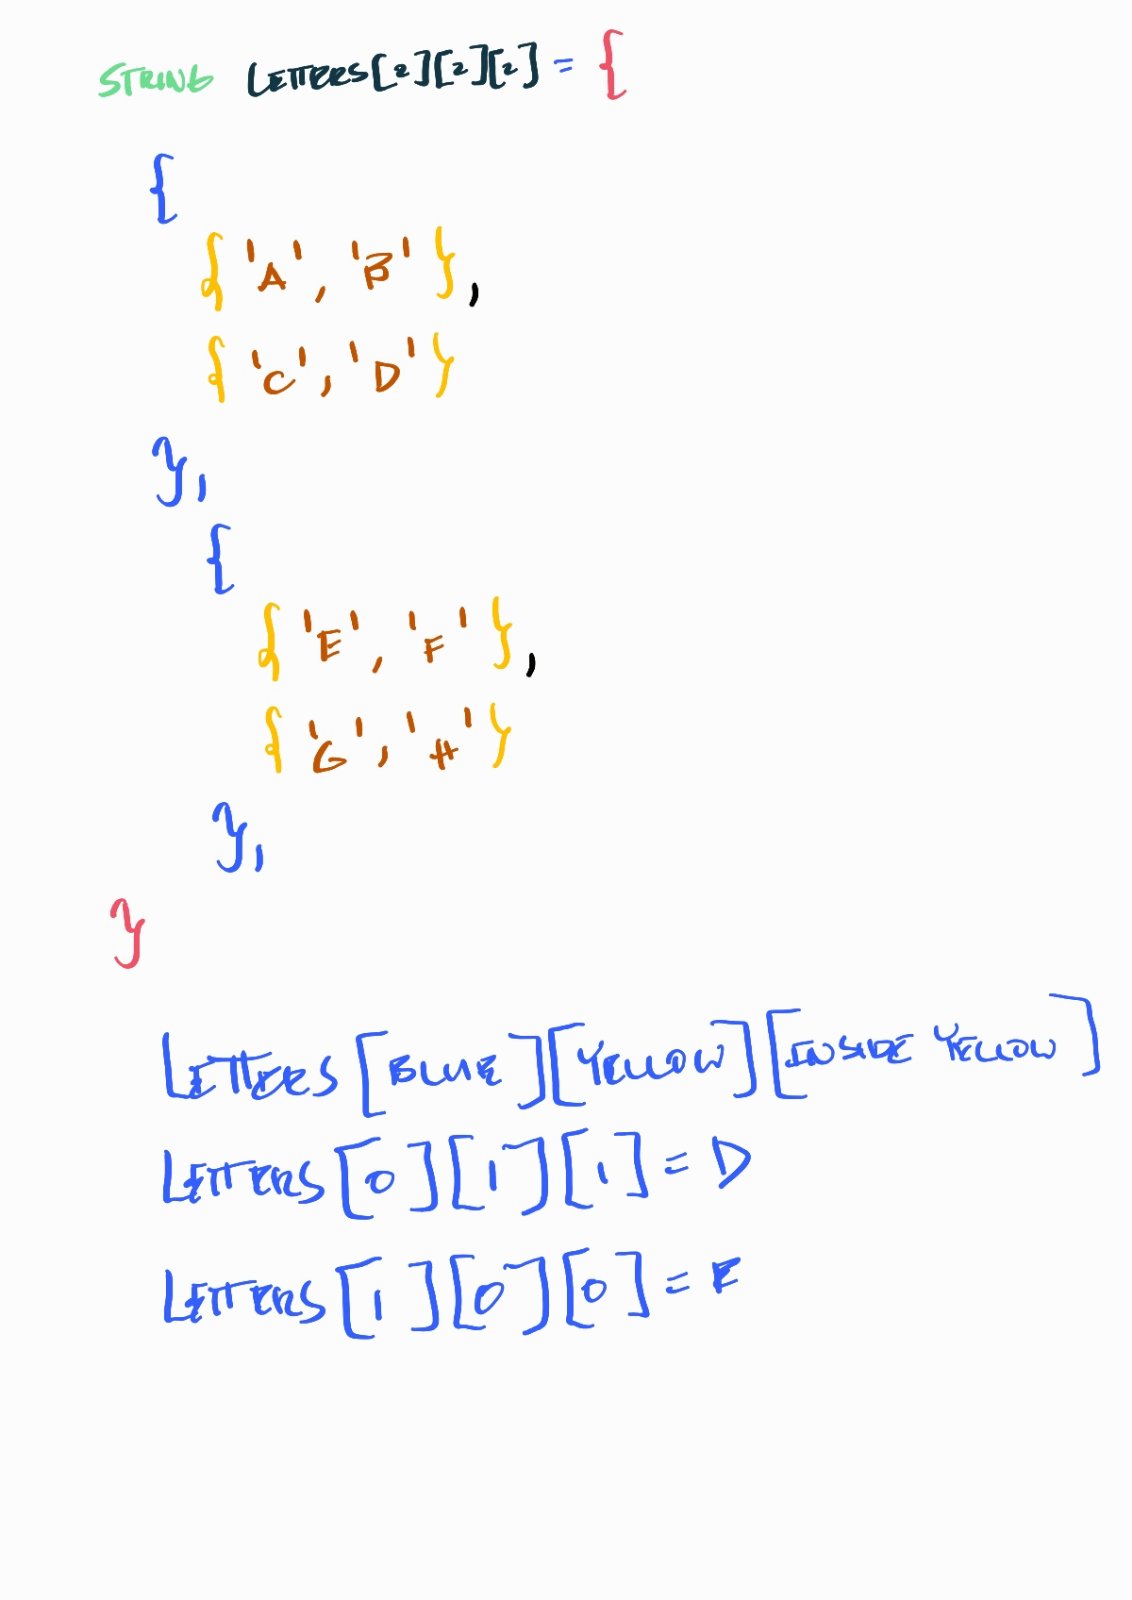 STRING LETTERS[2][2][2] = {
{
{ 'A', 'B' },
{ 'C', 'D' }
},
{
{ 'E', 'F' },
{ 'G', 'H' }
},
}
LETTERS [BLUE][YELLOW][INSIDE YELLOW]
LETTERS [0][1][1] = D
LETTERS [1][0][0] = E